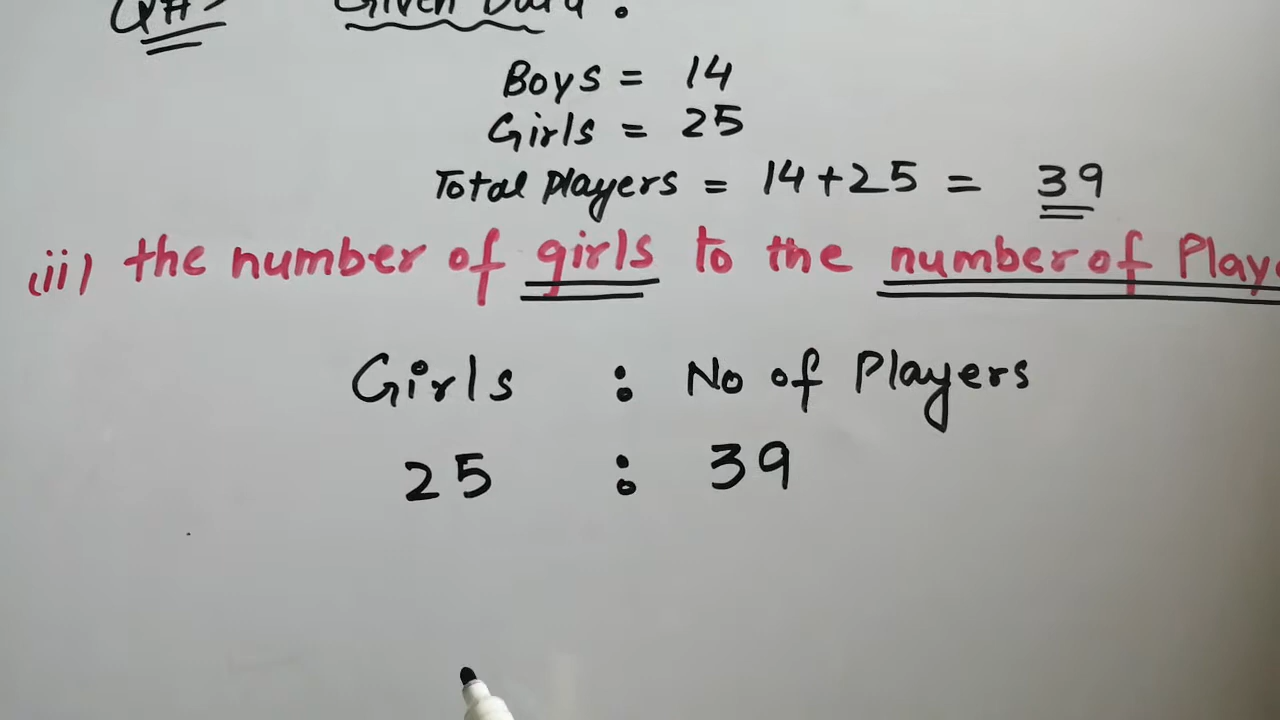 Given Data :
Boys = 14
Girls = 25
Total Players = 14+25 = 39
(ii) the number of girls to the number of
Girls : No of Players
25 : 39